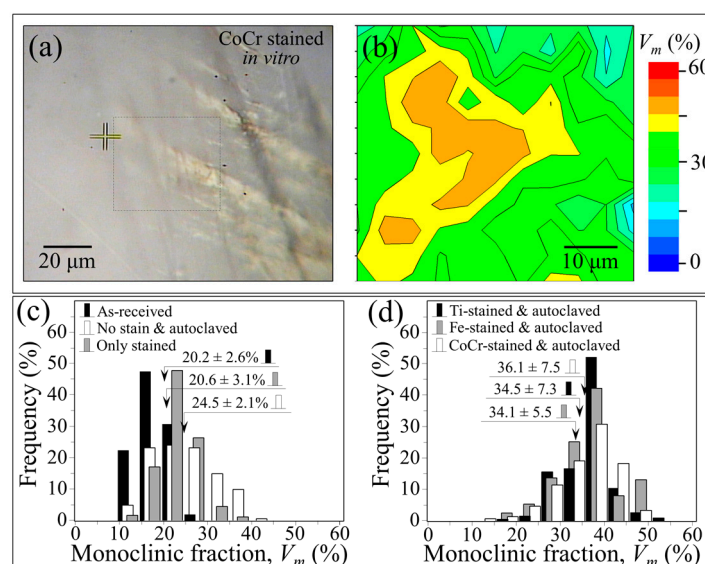 (a)
CoCr stained
in vitro
20 μm
(b)
10 μm
Vm (%)
60
30
0
(c)
As-received
No stain & autoclaved
Only stained
20.2 ± 2.6%
20.6 ± 3.1%
24.5 ± 2.1%
Frequency (%)
60
50
40
30
20
10
0
0 10 20 30 40 50 60
Monoclinic fraction, Vm (%)
(d)
Ti-stained & autoclaved
Fe-stained & autoclaved
CoCr-stained & autoclaved
36.1 ± 7.5
34.5 ± 7.3
34.1 ± 5.5
Frequency (%)
60
50
40
30
20
10
0
0 10 20 30 40 50 60
Monoclinic fraction, Vm (%)